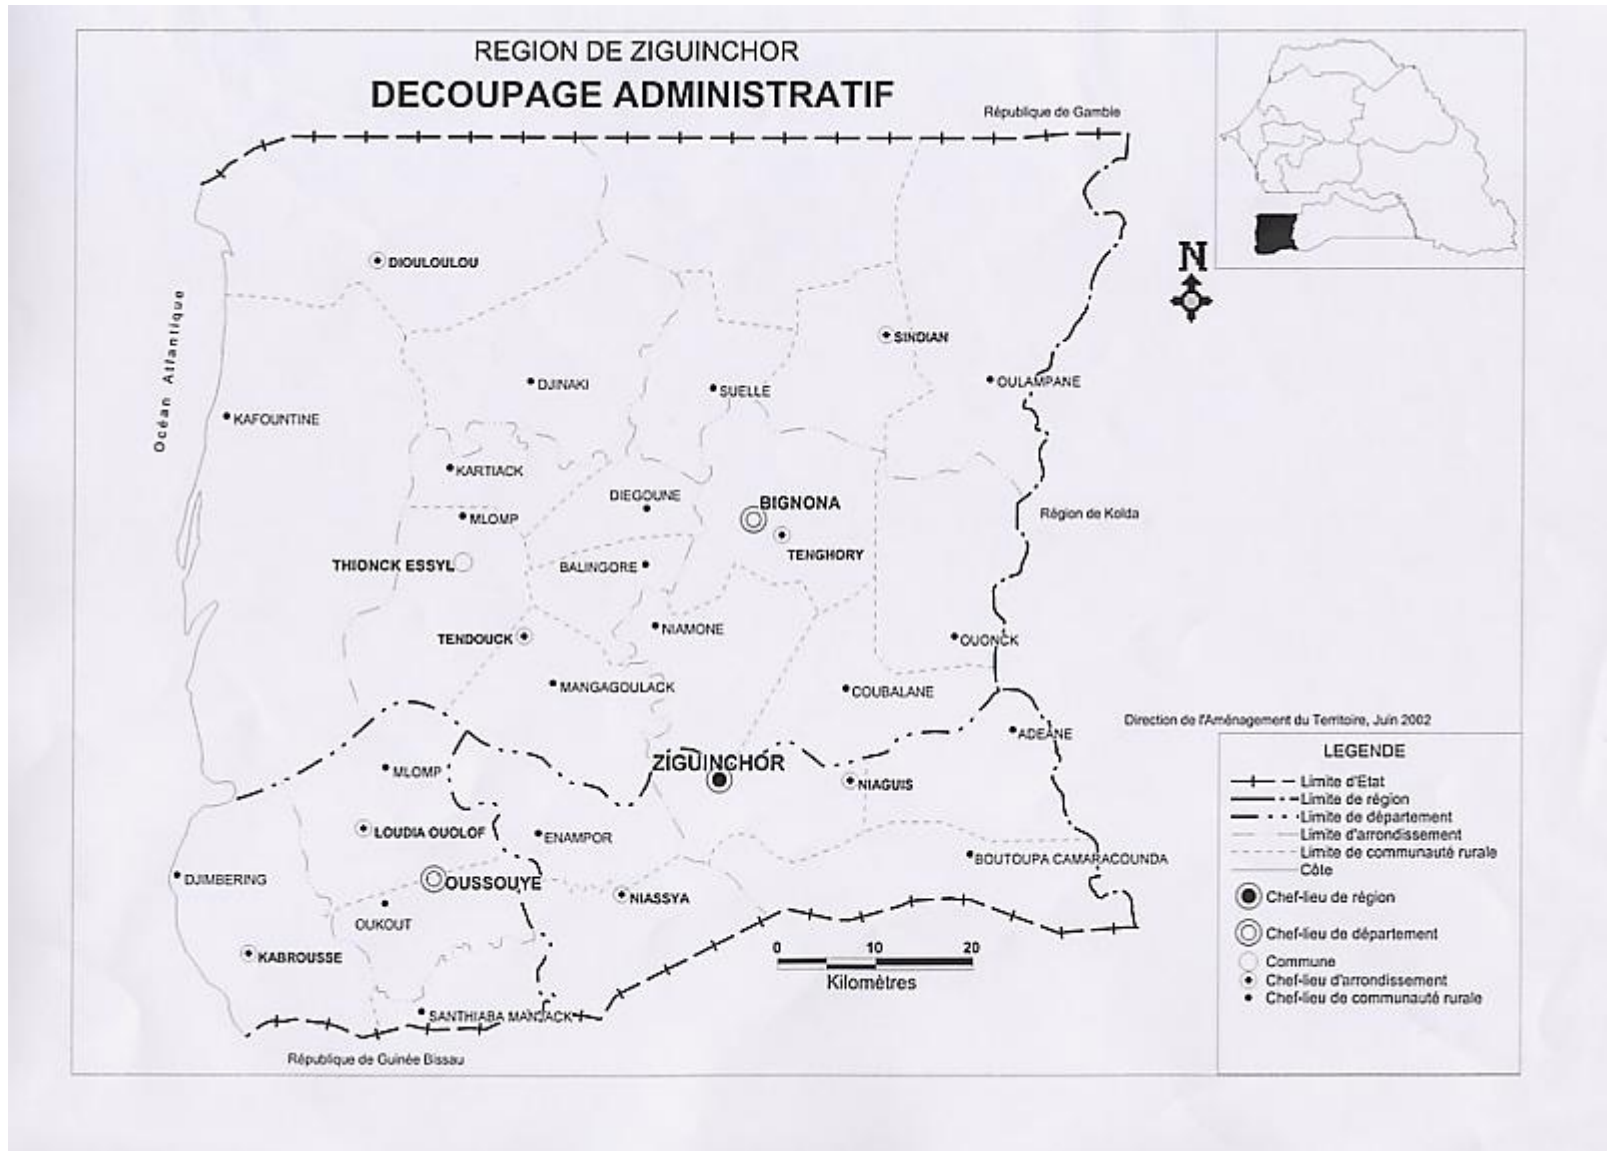 REGION DE ZIGUINCHOR
DECOUPAGE ADMINISTRATIF
République de Gambie
N
DIOULOULOU
Océan Atlantique
SINDIAN
DJINAKI
SUELLE
OULAMPANE
KAFOUNTINE
KARTIACK
DIEGOUNE
BIGNONA
MLOMP
Région de Kolda
TENGHORY
THIONCK ESSYL
BALINGORE
NIAMONE
TENDOUCK
OUONCK
MANGAGOULACK
COUBALANE
Direction de l'Aménagement du Territoire, Juin 2002
ADEANE
ZIGUINCHOR
MLOMP
NIAGUIS
LOUDIA OUOLOF
ENAMPOR
BOUTOUPA CAMARACOUNDA
DJIMBERING
OUSSOUYE
NIASSYA
OUKOUT
KABROUSSE
0 10 20
Kilomètres
SANTHIABA MANJACK
République de Guinée Bissau
LEGENDE
Limite d'Etat
Limite de région
Limite de département
Limite d'arrondissement
Limite de communauté rurale
Côte
Chef-lieu de région
Chef-lieu de département
Commune
Chef-lieu d'arrondissement
Chef-lieu de communauté rurale